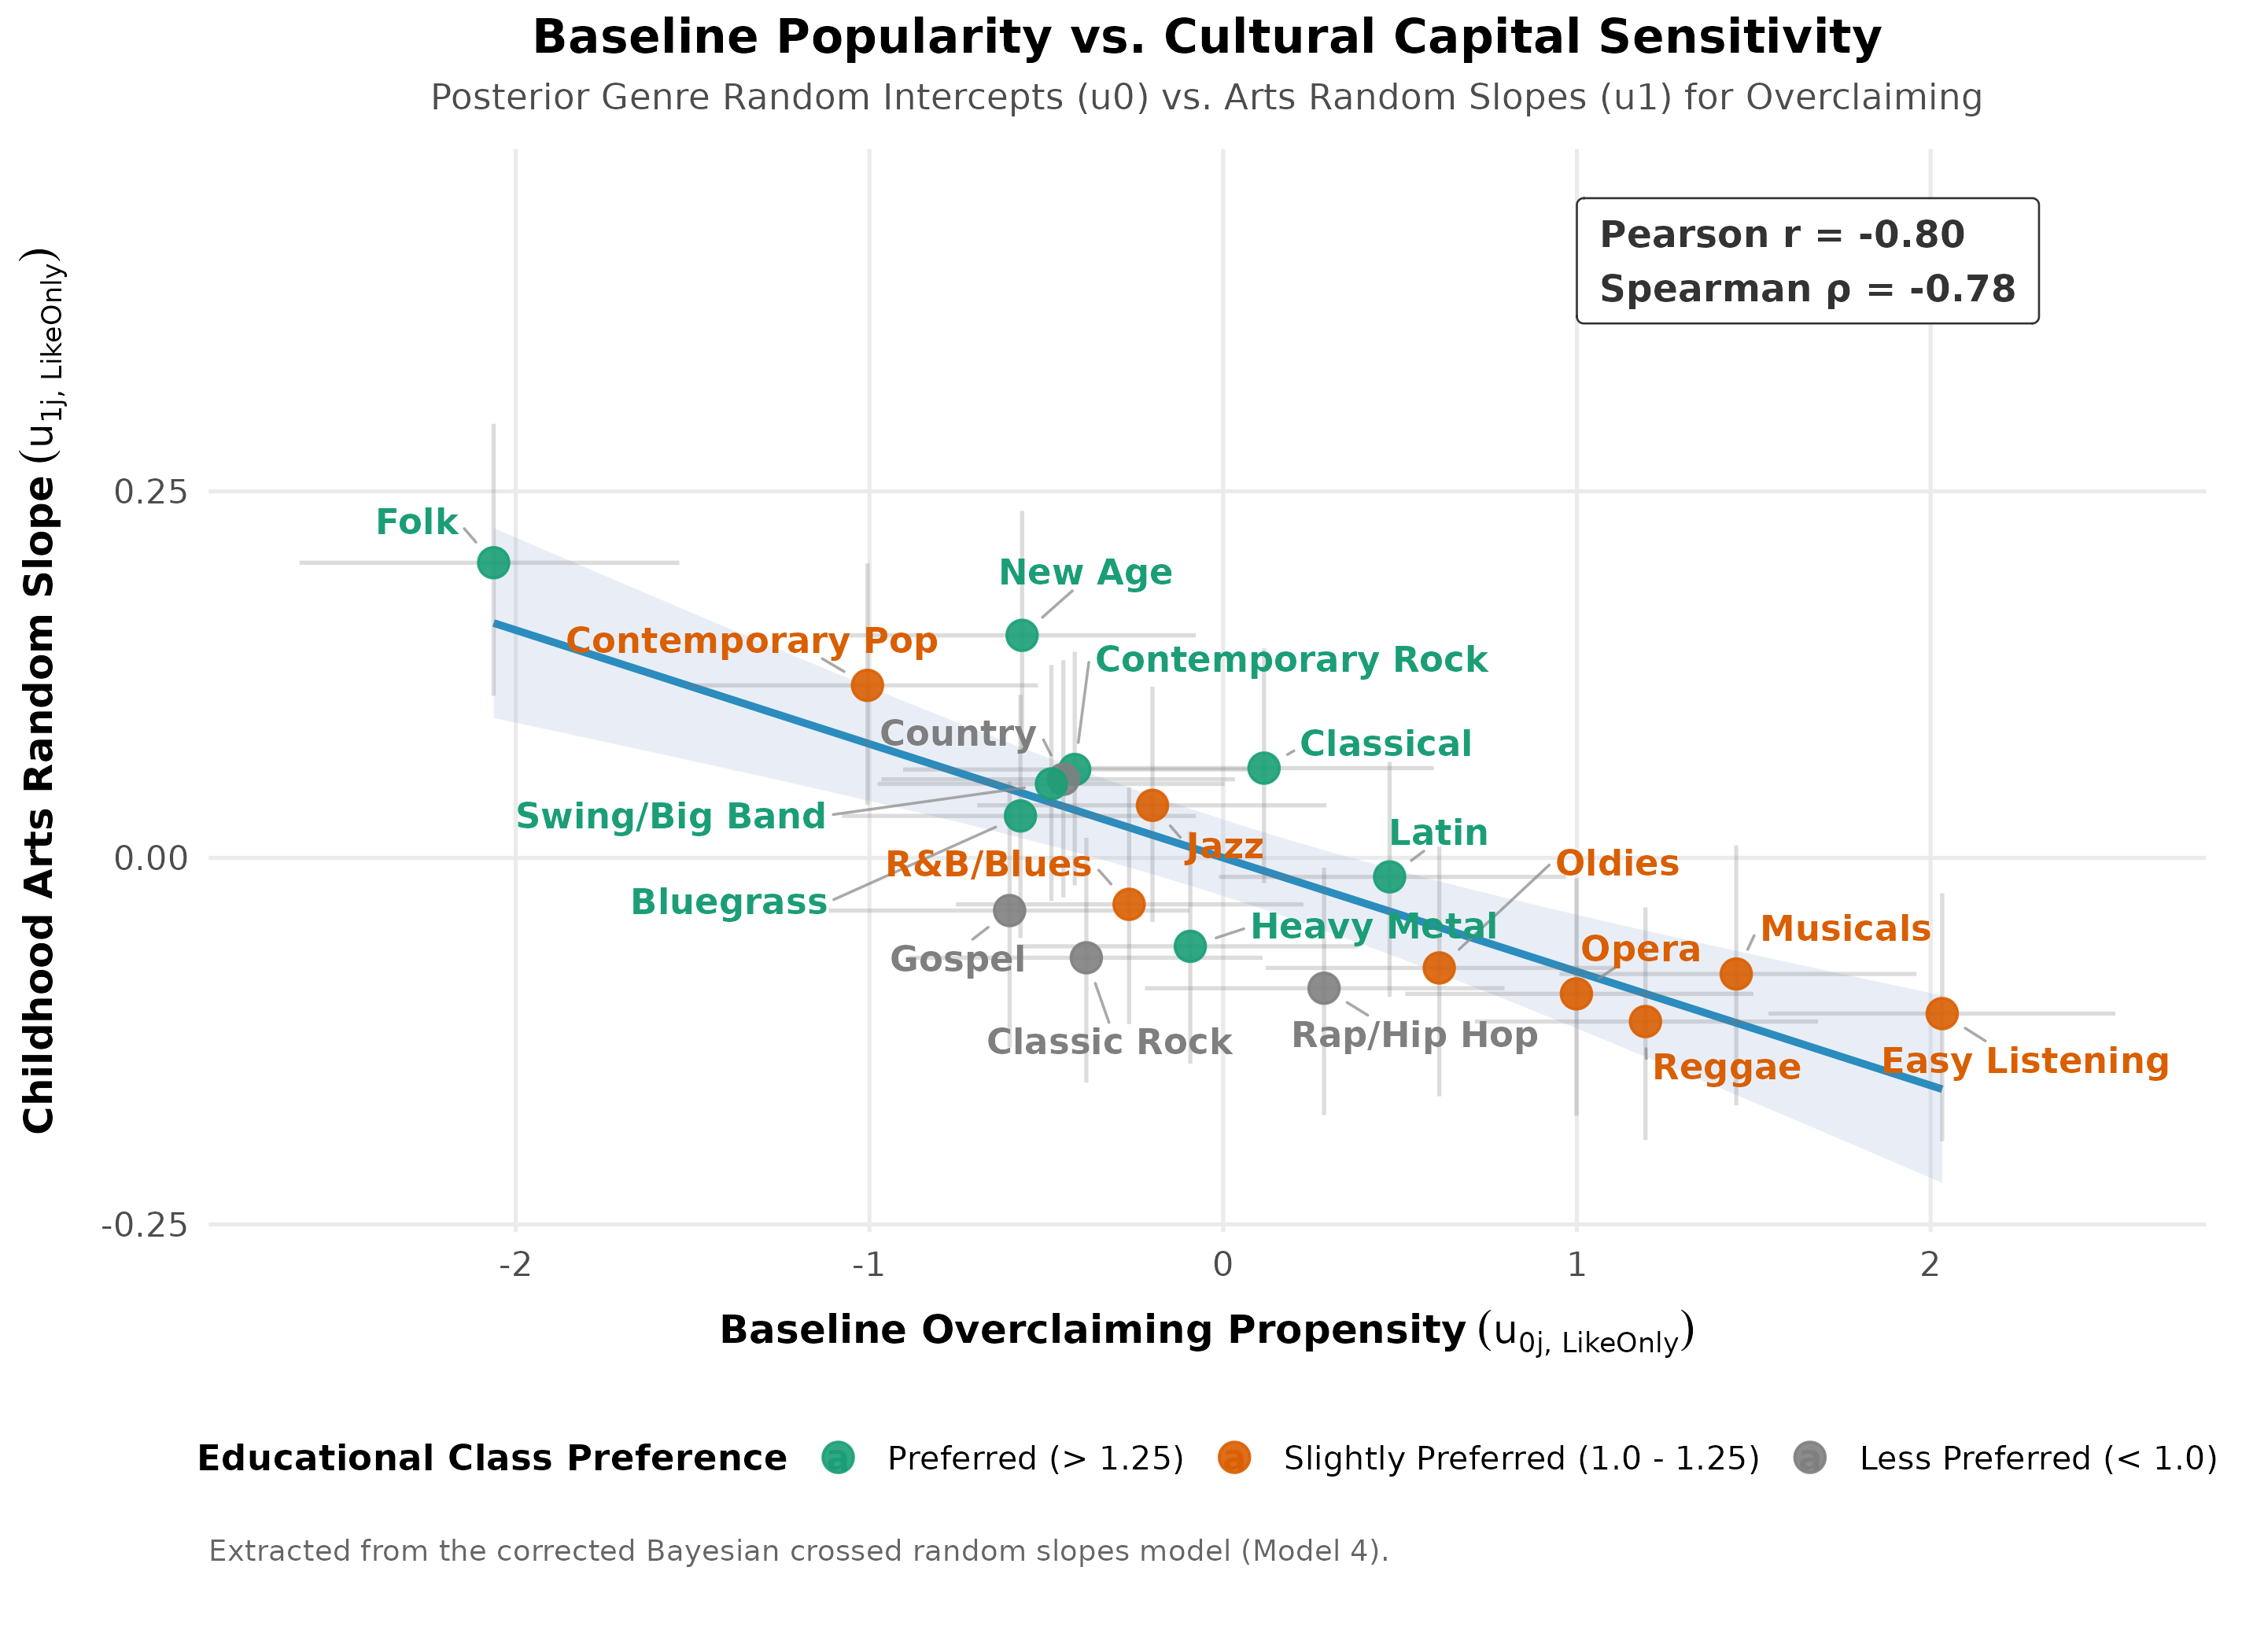 Baseline Popularity vs. Cultural Capital Sensitivity
Posterior Genre Random Intercepts (u0) vs. Arts Random Slopes (u1) for Overclaiming
Pearson r = -0.80
Spearman ρ = -0.78
Childhood Arts Random Slope (u1j, LikeOnly)
0.25
0.00
-0.25
Folk
New Age
Contemporary Pop
Contemporary Rock
Country
Classical
Swing/Big Band
Latin
Jazz
R&B/Blues
Oldies
Bluegrass
Heavy Metal
Musicals
Opera
Gospel
Classic Rock
Rap/Hip Hop
Reggae
Easy Listening
-2 -1 0 1 2
Baseline Overclaiming Propensity (u0j, LikeOnly)
Educational Class Preference a Preferred (> 1.25) a Slightly Preferred (1.0 - 1.25) a Less Preferred (< 1.0)
Extracted from the corrected Bayesian crossed random slopes model (Model 4).